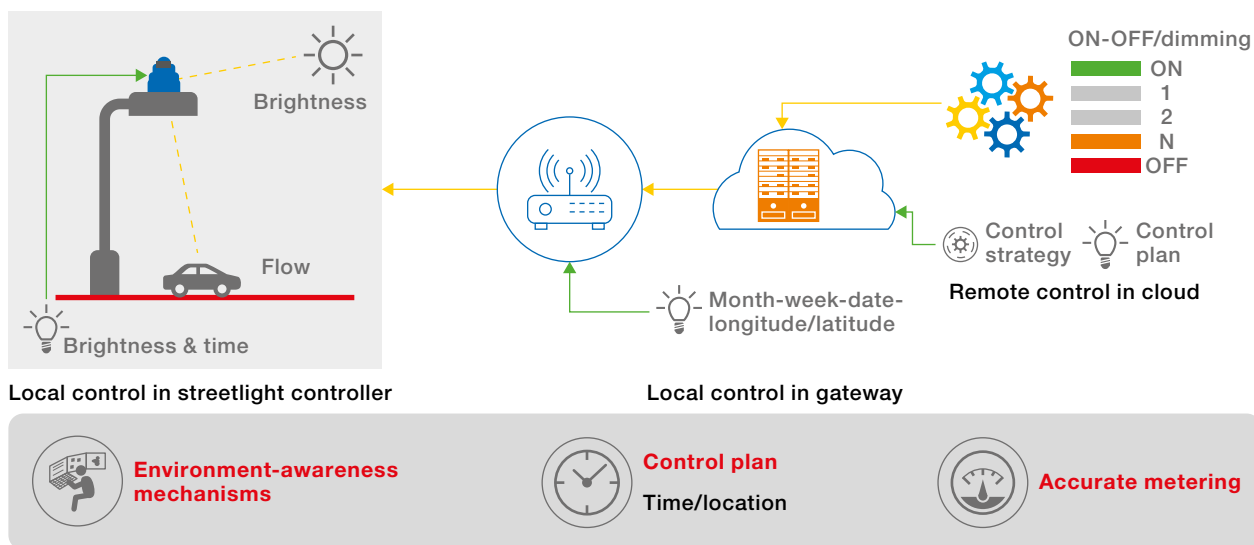 ON-OFF/dimming
ON
1
2
N
OFF
Brightness
Flow
Brightness & time
Month-week-date-
longitude/latitude
Control
strategy
Control
plan
Remote control in cloud
Local control in streetlight controller
Local control in gateway
Environment-awareness
mechanisms
Control plan
Time/location
Accurate metering